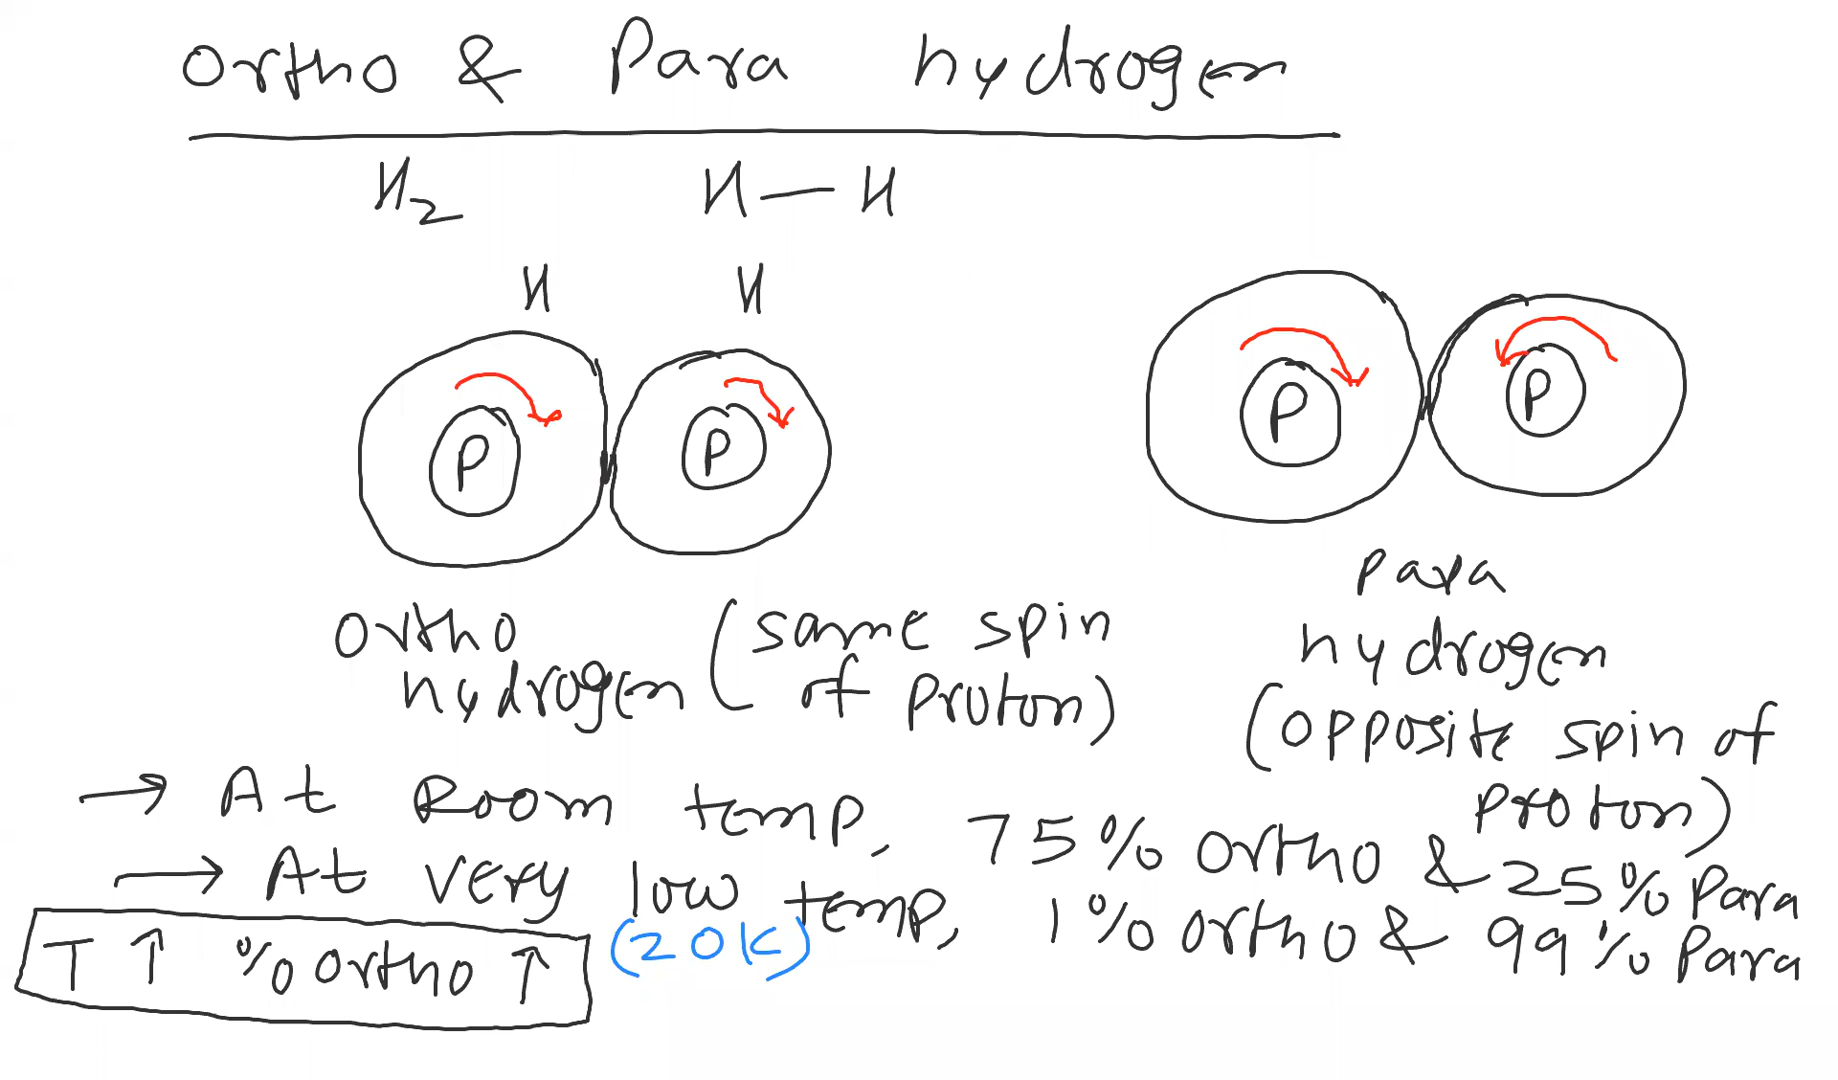 Ortho & Para hydrogen
H2 H—H
H H
P P P P
Ortho hydrogen (same spin of proton)
Para hydrogen (opposite spin of proton)
→ At Room temp, 75% ortho & 25% Para
→ At very low temp, 1% ortho & 99% Para
(20K)
T ↑ % ortho ↑